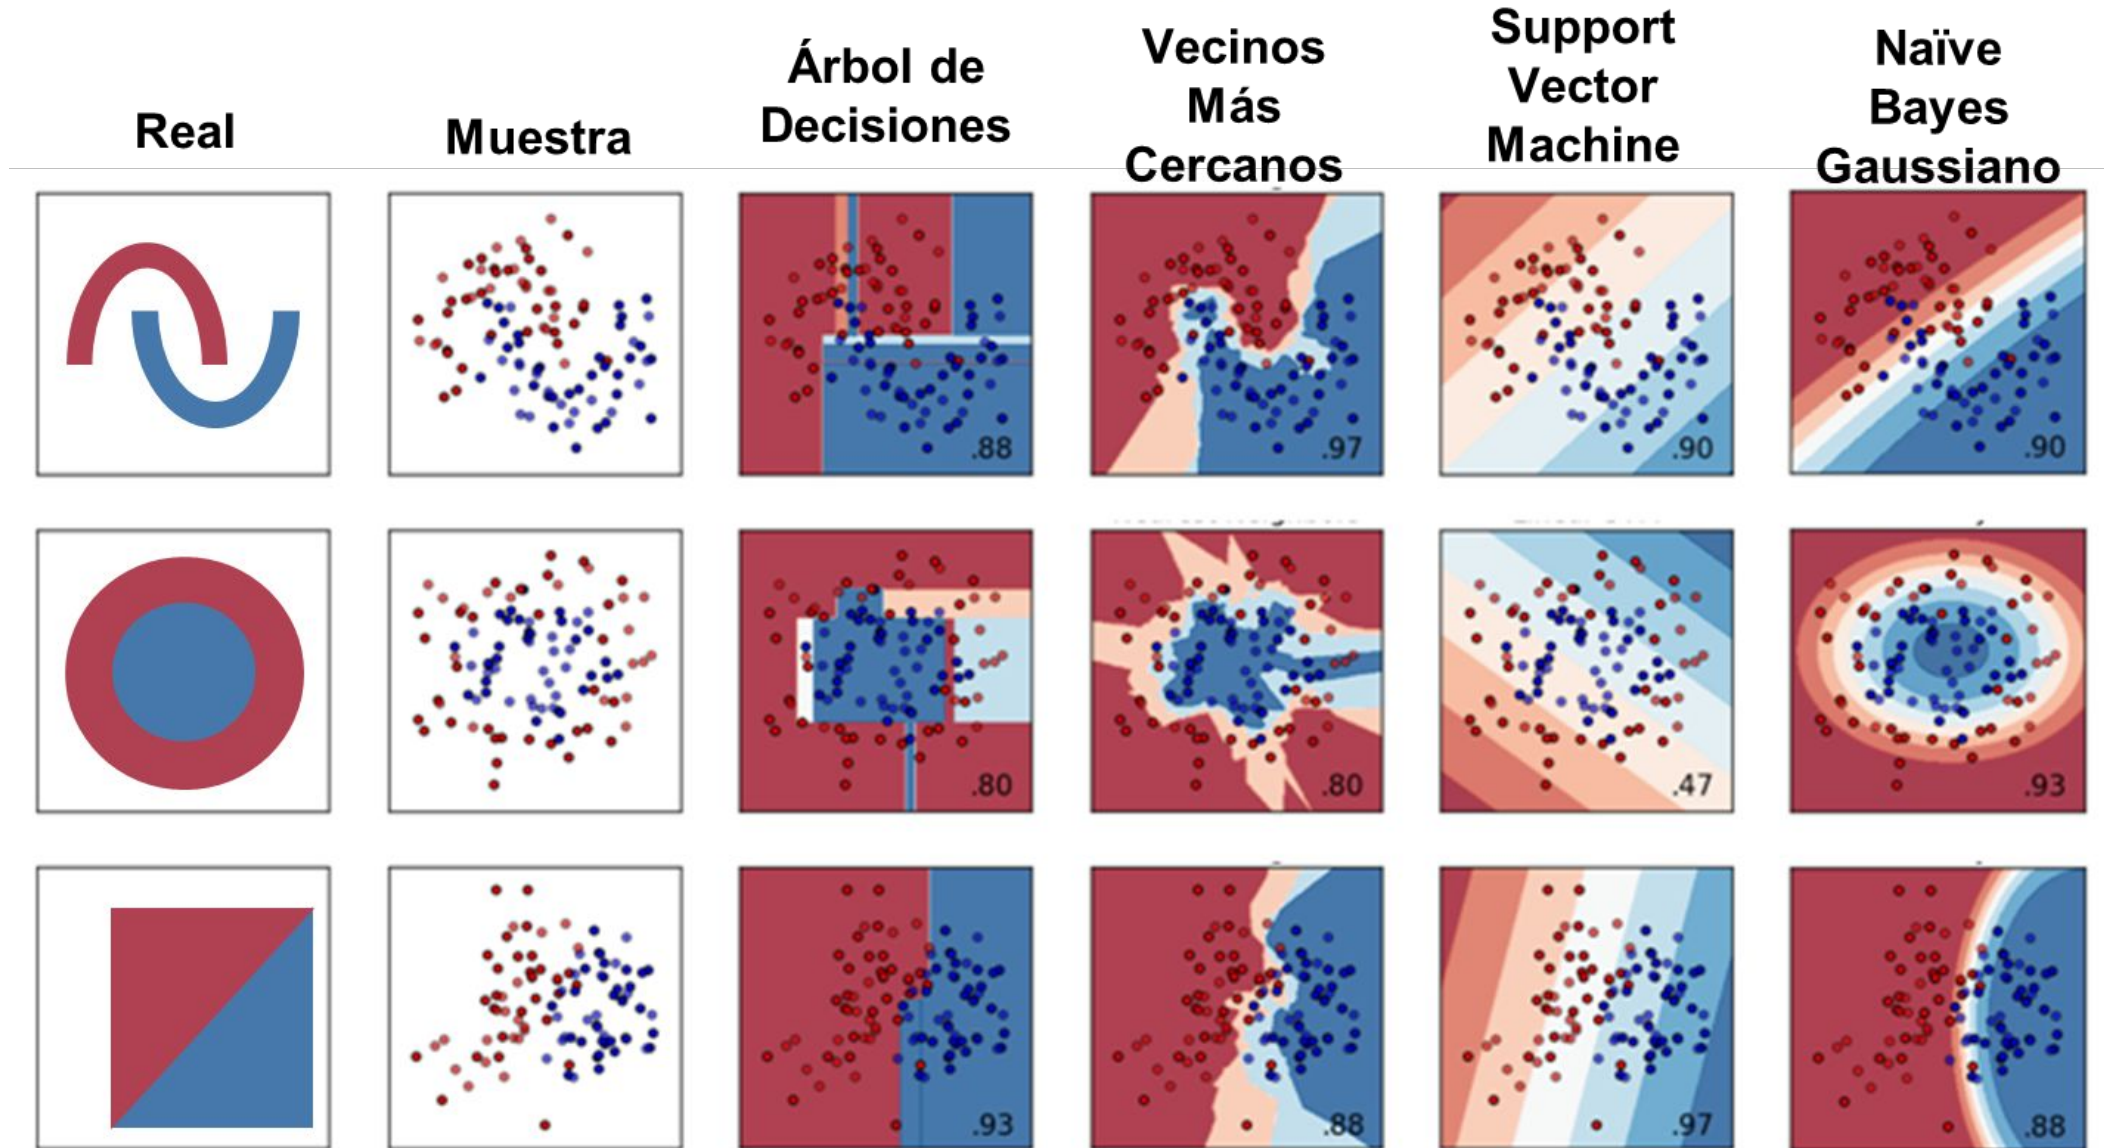 Real
Muestra
Árbol de
Decisiones
Vecinos
Más
Cercanos
Support
Vector
Machine
Naïve
Bayes
Gaussiano
.88
.97
.90
.90
.80
.80
.47
.93
.93
.88
.97
.88